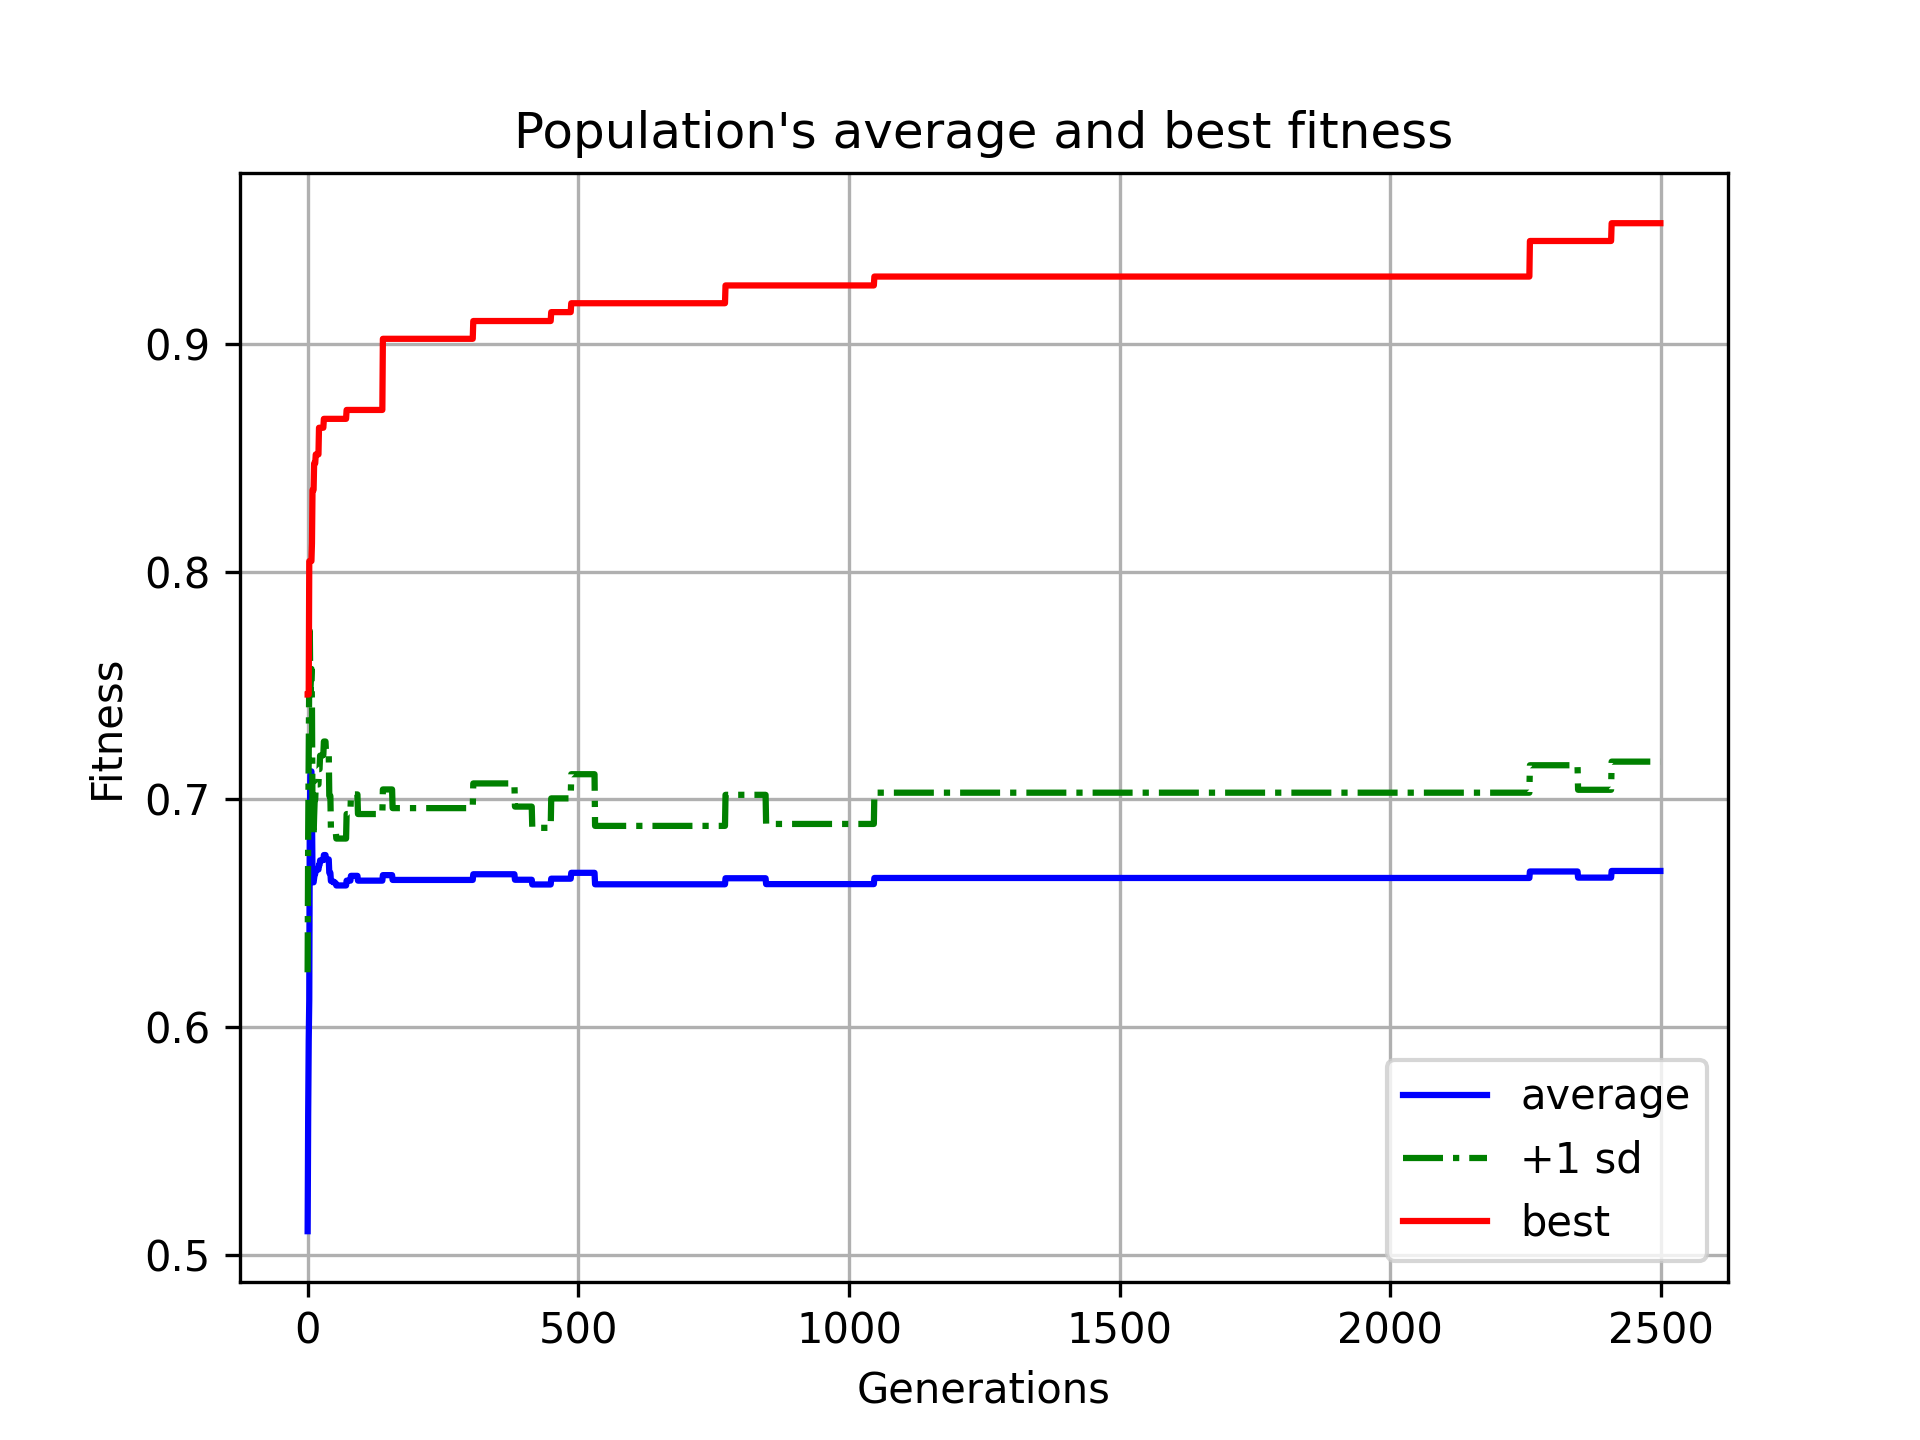 Population's average and best fitness
Fitness
0.9
0.8
0.7
0.6
0.5
average
+1 sd
best
0 500 1000 1500 2000 2500
Generations